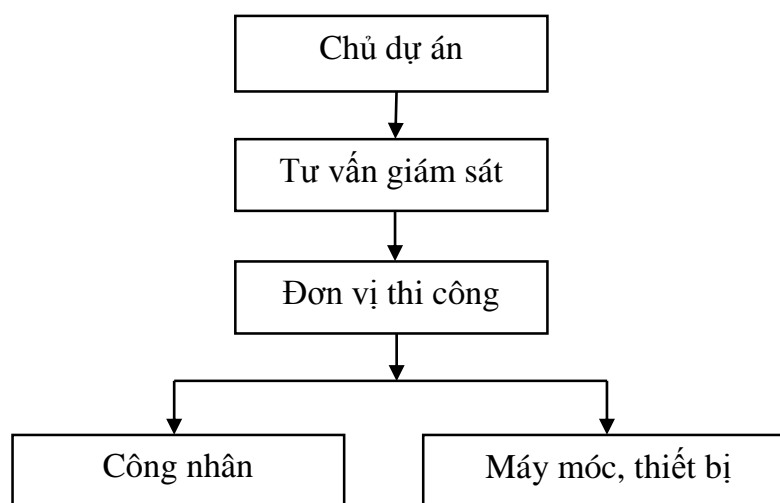 Chủ dự án
Tư vấn giám sát
Đơn vị thi công
Công nhân
Máy móc, thiết bị